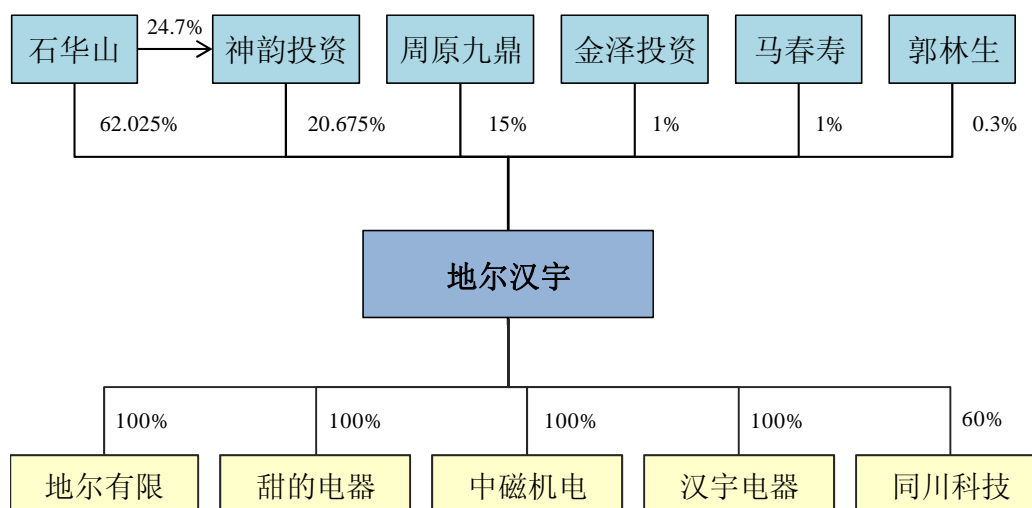 24.7%
石华山
神韵投资
周原九鼎
金泽投资
马春寿
郭林生
62.025%
20.675%
15%
1%
1%
0.3%
地尔汉宇
100%
100%
100%
100%
60%
地尔有限
甜的电器
中磁机电
汉宇电器
同川科技